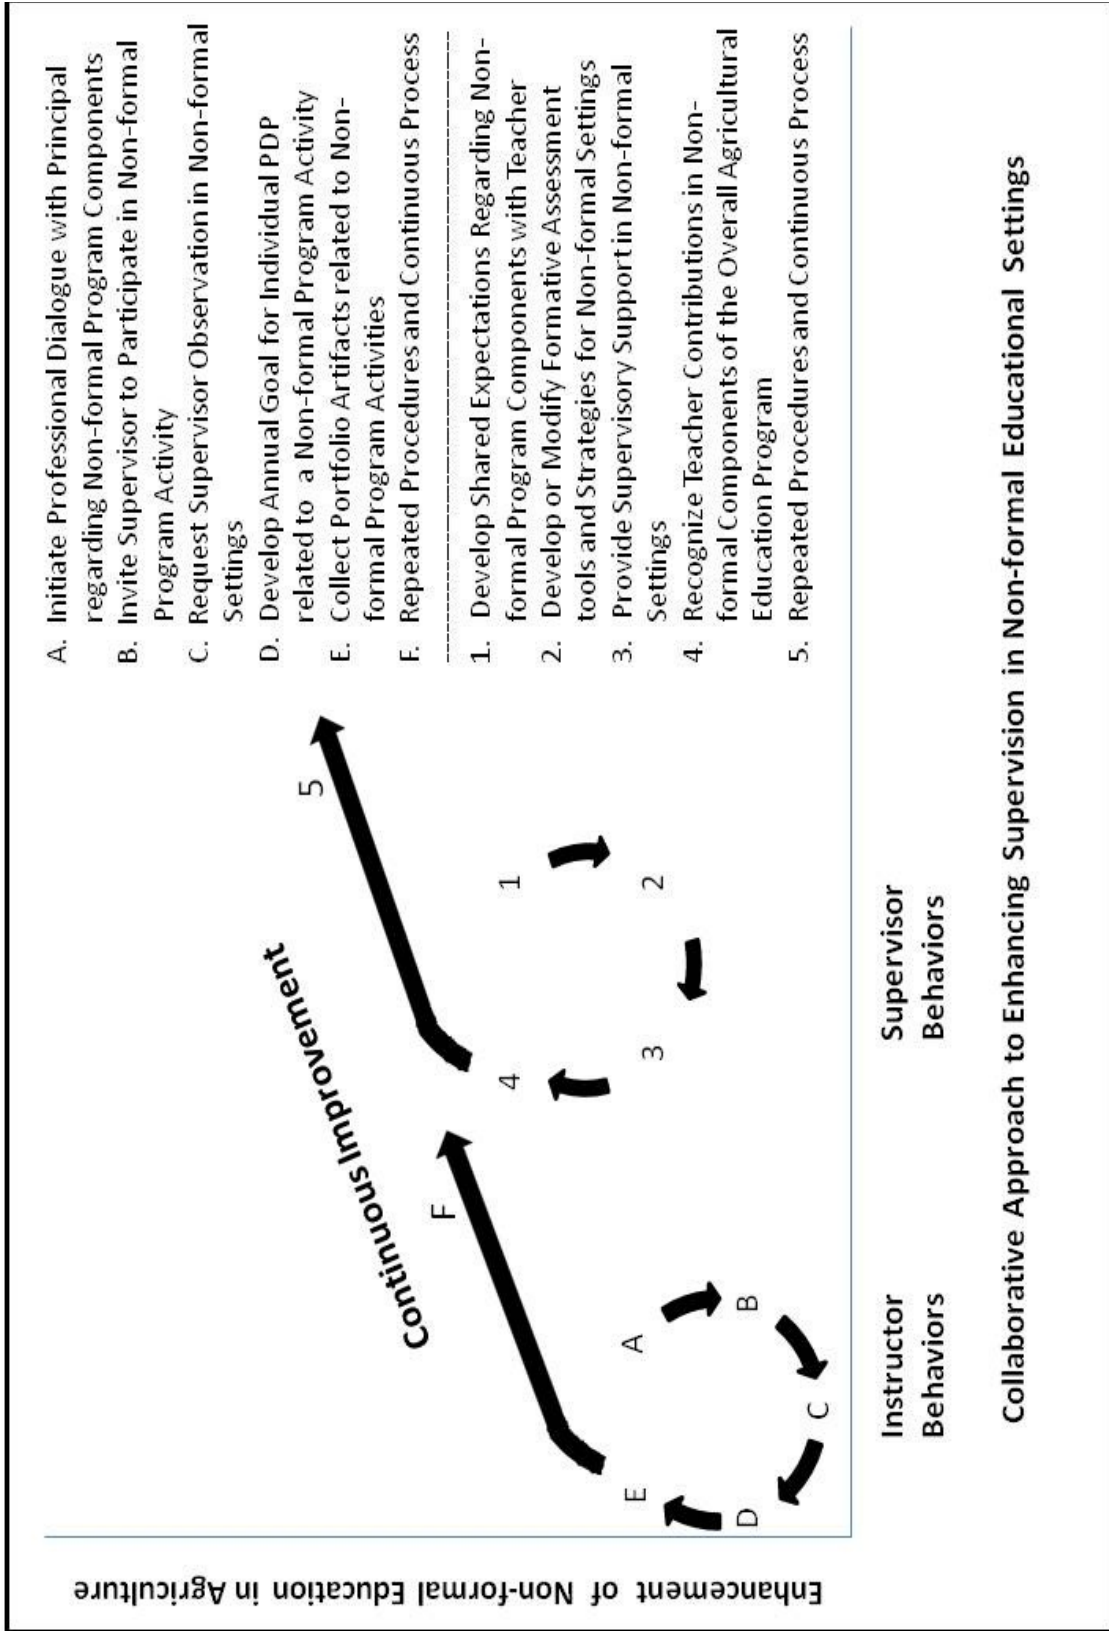 Enhancement of Non-formal Education in Agriculture
Continuous Improvement
A
B
C
D
E
F
1
2
3
4
5
A. Initiate Professional Dialogue with Principal
regarding Non-formal Program Components
B. Invite Supervisor to Participate in Non-formal
Program Activity
C. Request Supervisor Observation in Non-formal
Settings
D. Develop Annual Goal for Individual PDP
related to a Non-formal Program Activity
E. Collect Portfolio Artifacts related to Non-
formal Program Activities
F. Repeated Procedures and Continuous Process
1. Develop Shared Expectations Regarding Non-
formal Program Components with Teacher
2. Develop or Modify Formative Assessment
tools and Strategies for Non-formal Settings
3. Provide Supervisory Support in Non-formal
Settings
4. Recognize Teacher Contributions in Non-
formal Components of the Overall Agricultural
Education Program
5. Repeated Procedures and Continuous Process
Instructor
Behaviors
Supervisor
Behaviors
Collaborative Approach to Enhancing Supervision in Non-formal Educational Settings